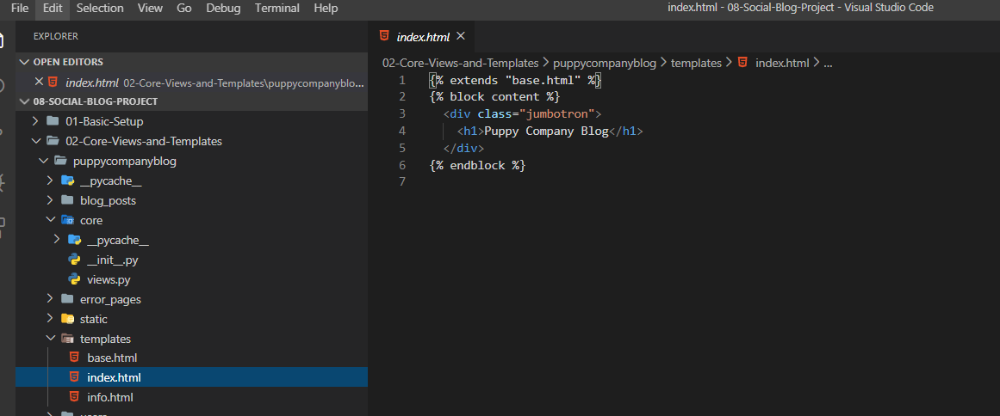 File Edit Selection View Go Debug Terminal Help
index.html - 08-Social-Blog-Project - Visual Studio Code
EXPLORER
OPEN EDITORS
index.html 02-Core-Views-and-Templates\puppycompanyblo...
08-SOCIAL-BLOG-PROJECT
01-Basic-Setup
02-Core-Views-and-Templates
puppycompanyblog
__pycache__
blog_posts
core
__pycache__
__init__.py
views.py
error_pages
static
templates
base.html
index.html
info.html
index.html
02-Core-Views-and-Templates > puppycompanyblog > templates > index.html > ...
1 {% extends "base.html" %}
2 {% block content %}
3 <div class="jumbotron">
4 <h1>Puppy Company Blog</h1>
5 </div>
6 {% endblock %}
7